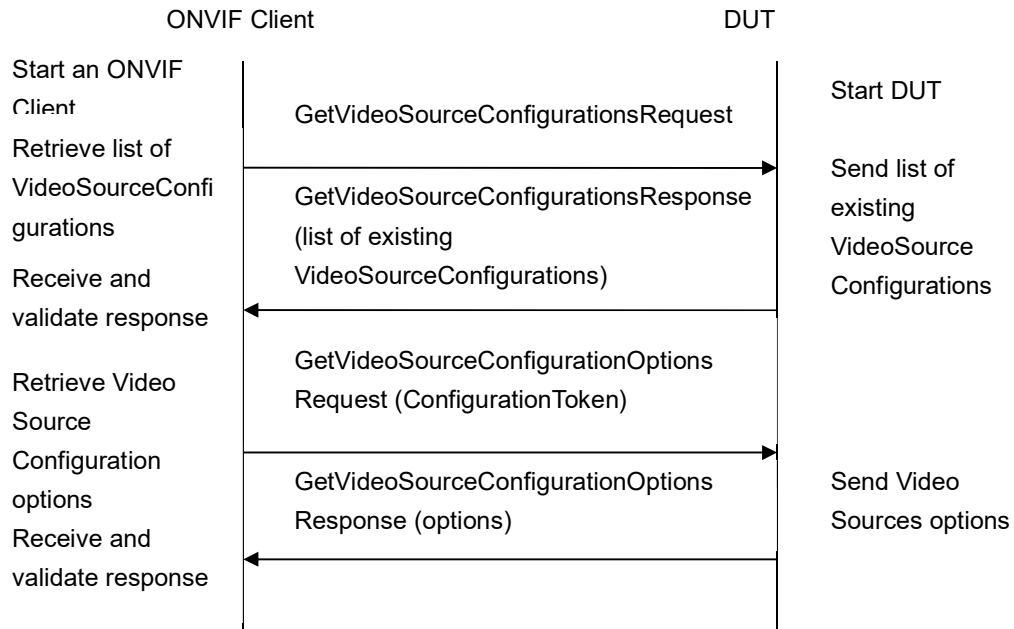 ONVIF Client
DUT
Start an ONVIF
Client
Start DUT
GetVideoSourceConfigurationsRequest
Retrieve list of
VideoSourceConfi
gurations
Send list of
existing
VideoSource
Configurations
GetVideoSourceConfigurationsResponse
(list of existing
VideoSourceConfigurations)
Receive and
validate response
GetVideoSourceConfigurationOptions
Request (ConfigurationToken)
Retrieve Video
Source
Configuration
options
GetVideoSourceConfigurationOptions
Response (options)
Send Video
Sources options
Receive and
validate response